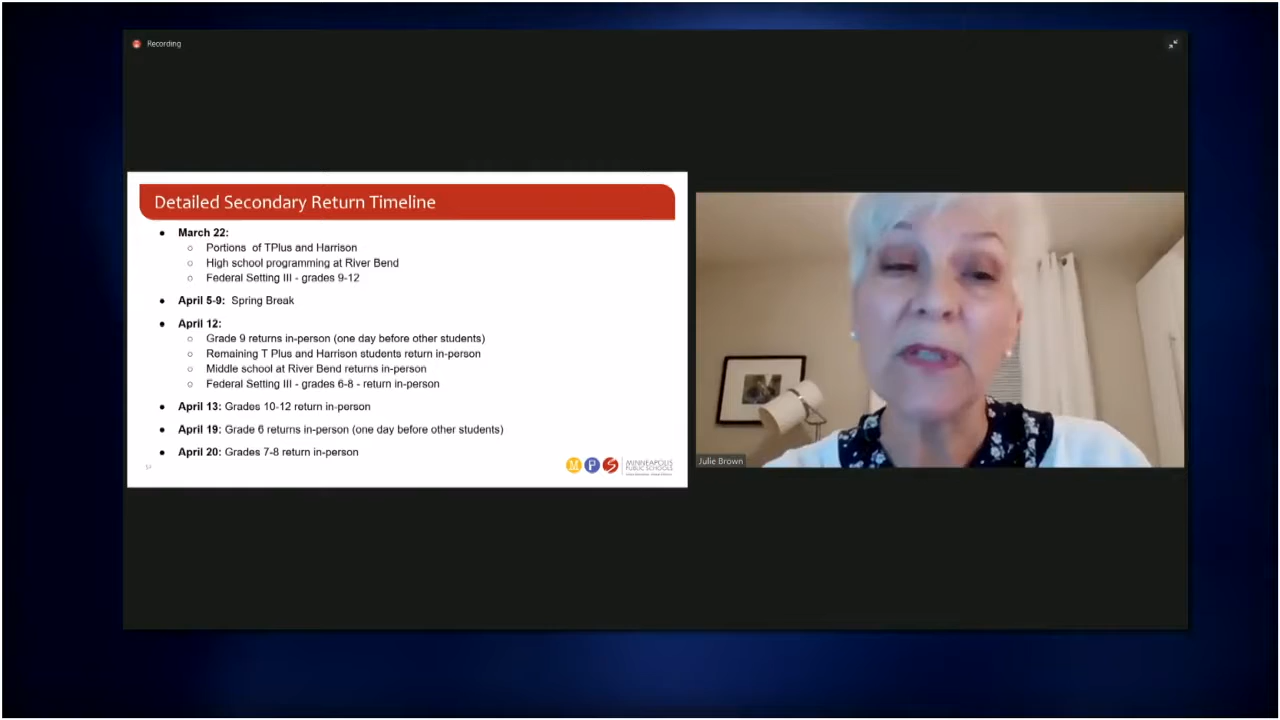 Recording
Detailed Secondary Return Timeline
● March 22:
○ Portions of TPlus and Harrison
○ High school programming at River Bend
○ Federal Setting III - grades 9-12
● April 5-9: Spring Break
● April 12:
○ Grade 9 returns in-person (one day before other students)
○ Remaining T Plus and Harrison students return in-person
○ Middle school at River Bend returns in-person
○ Federal Setting III - grades 6-8 - return in-person
● April 13: Grades 10-12 return in-person
● April 19: Grade 6 returns in-person (one day before other students)
● April 20: Grades 7-8 return in-person
M P S
MINNEAPOLIS
PUBLIC SCHOOLS
Julie Brown